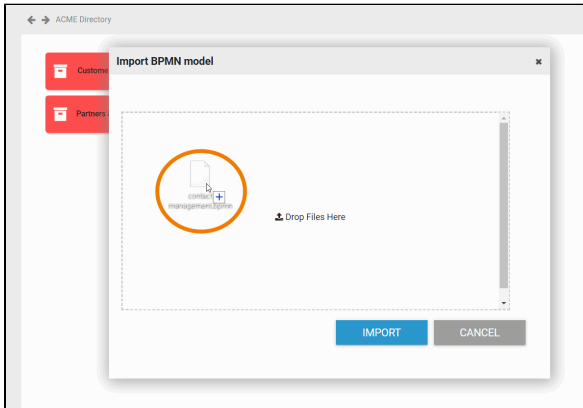 ACME Directory
Import BPMN model
Custome
Partners
contact
management.bpmn
Drop Files Here
IMPORT
CANCEL